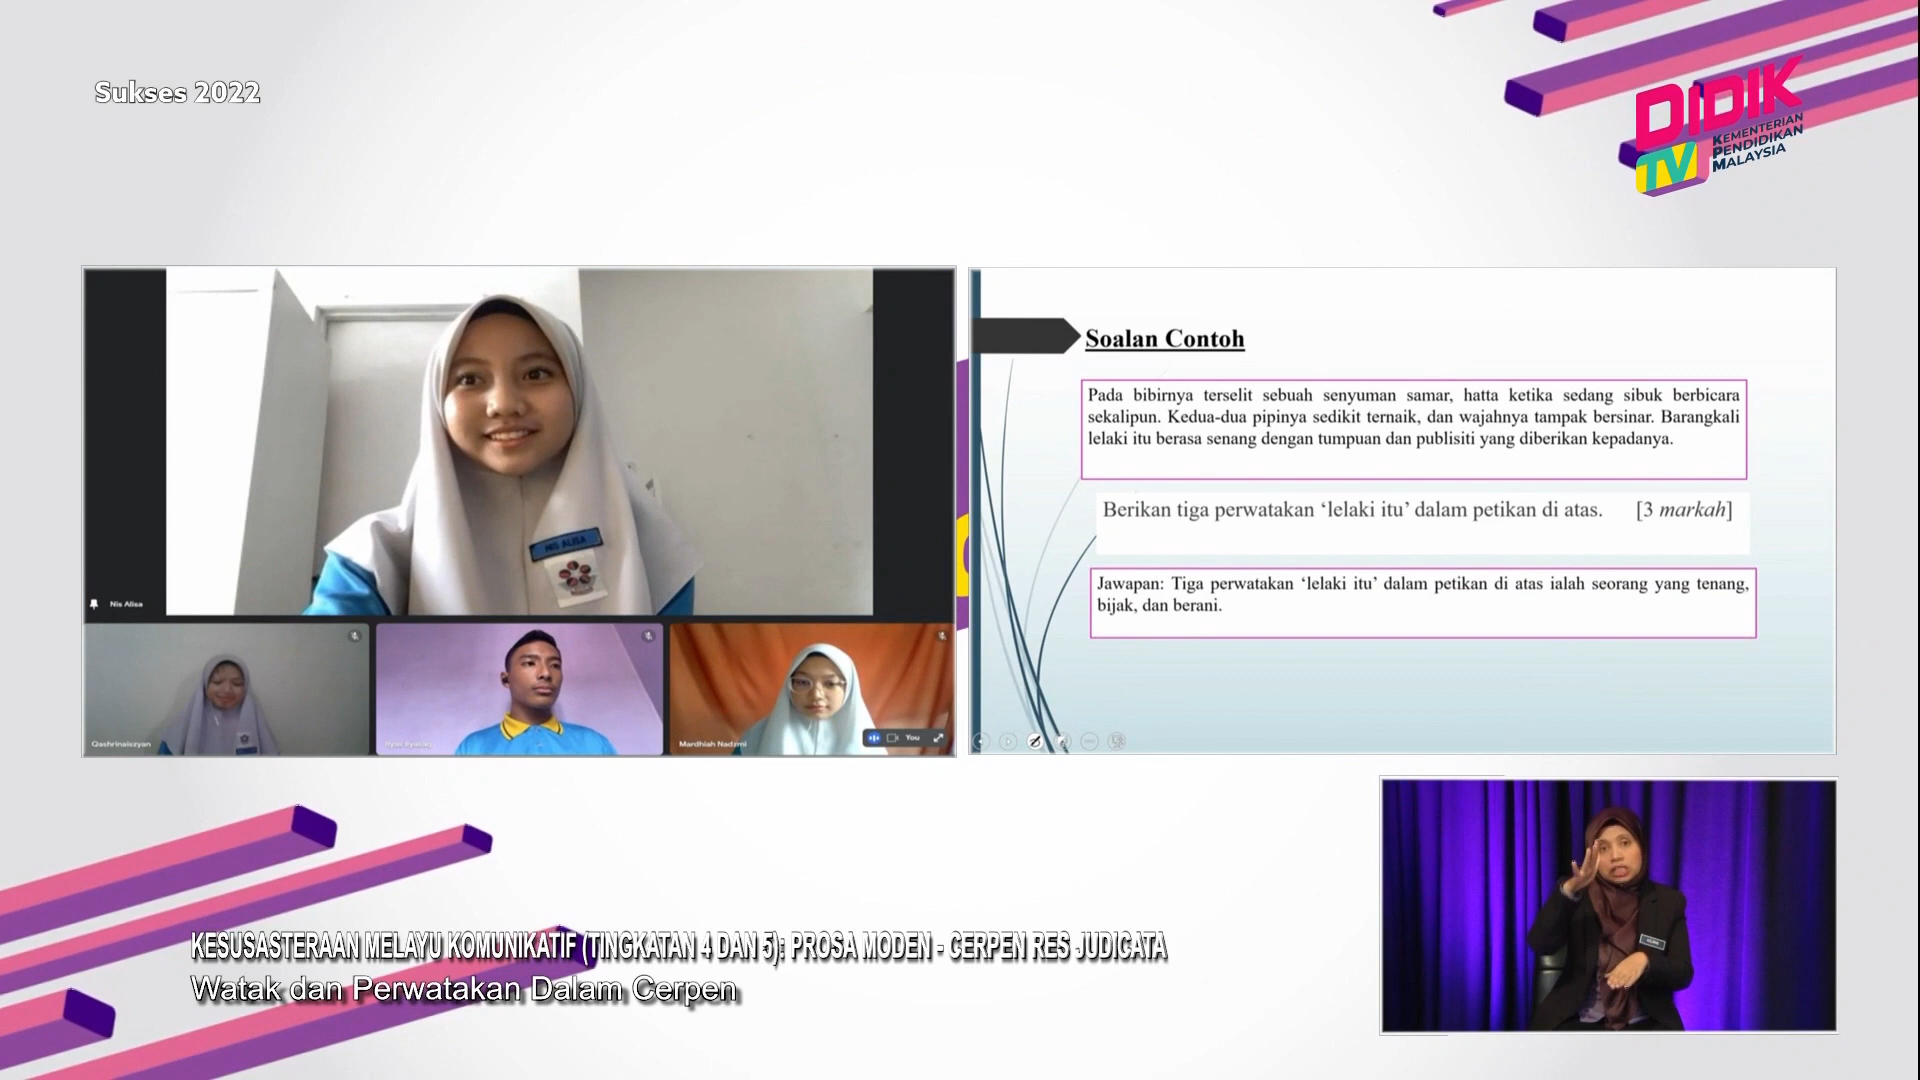 Sukses 2022
DIDIK
TV
KEMENTERIAN
PENDIDIKAN
MALAYSIA
NIS ALISA
Nis Alisa
Qashrinaiszyan
Mardhiah Nadzmi
You
Soalan Contoh
Pada bibirnya terselit sebuah senyuman samar, hatta ketika sedang sibuk berbicara
sekalipun. Kedua-dua pipinya sedikit ternaik, dan wajahnya tampak bersinar. Barangkali
lelaki itu berasa senang dengan tumpuan dan publisiti yang diberikan kepadanya.
Berikan tiga perwatakan ‘lelaki itu’ dalam petikan di atas. [3 markah]
Jawapan: Tiga perwatakan ‘lelaki itu’ dalam petikan di atas ialah seorang yang tenang,
bijak, dan berani.
KESUSASTERAAN MELAYU KOMUNIKATIF (TINGKATAN 4 DAN 5): PROSA MODEN - CERPEN RES JUDICATA
Watak dan Perwatakan Dalam Cerpen